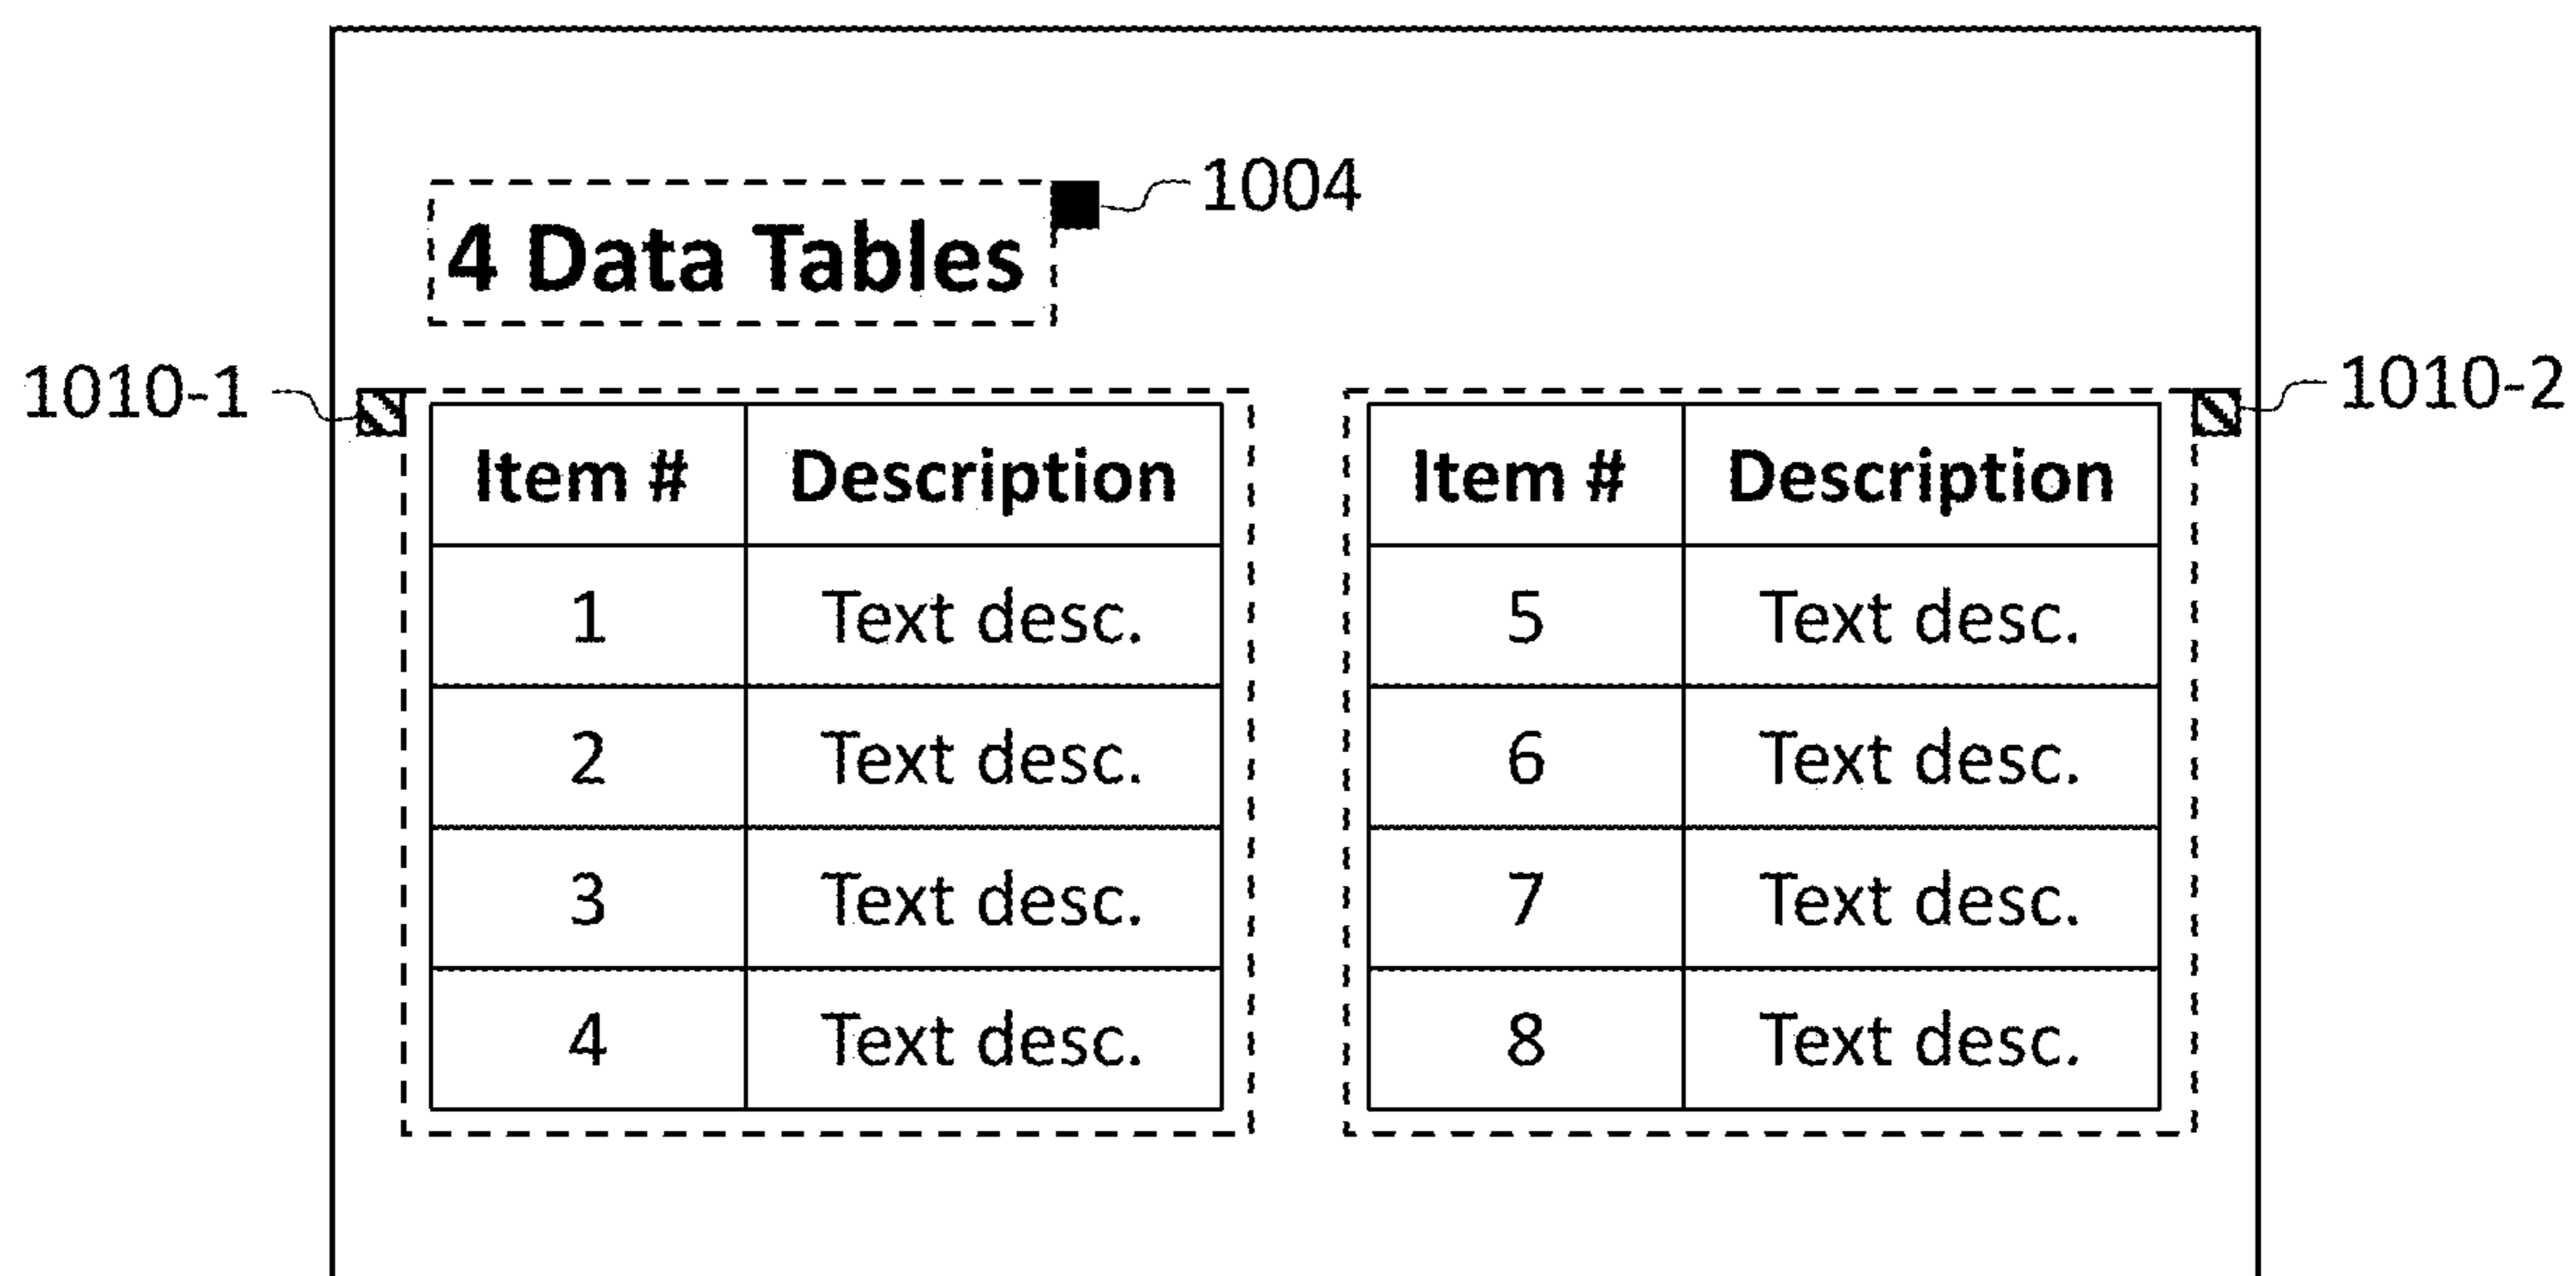 1004
4 Data Tables
1010-1
1010-2
Item # Description
1 Text desc.
2 Text desc.
3 Text desc.
4 Text desc.
Item # Description
5 Text desc.
6 Text desc.
7 Text desc.
8 Text desc.